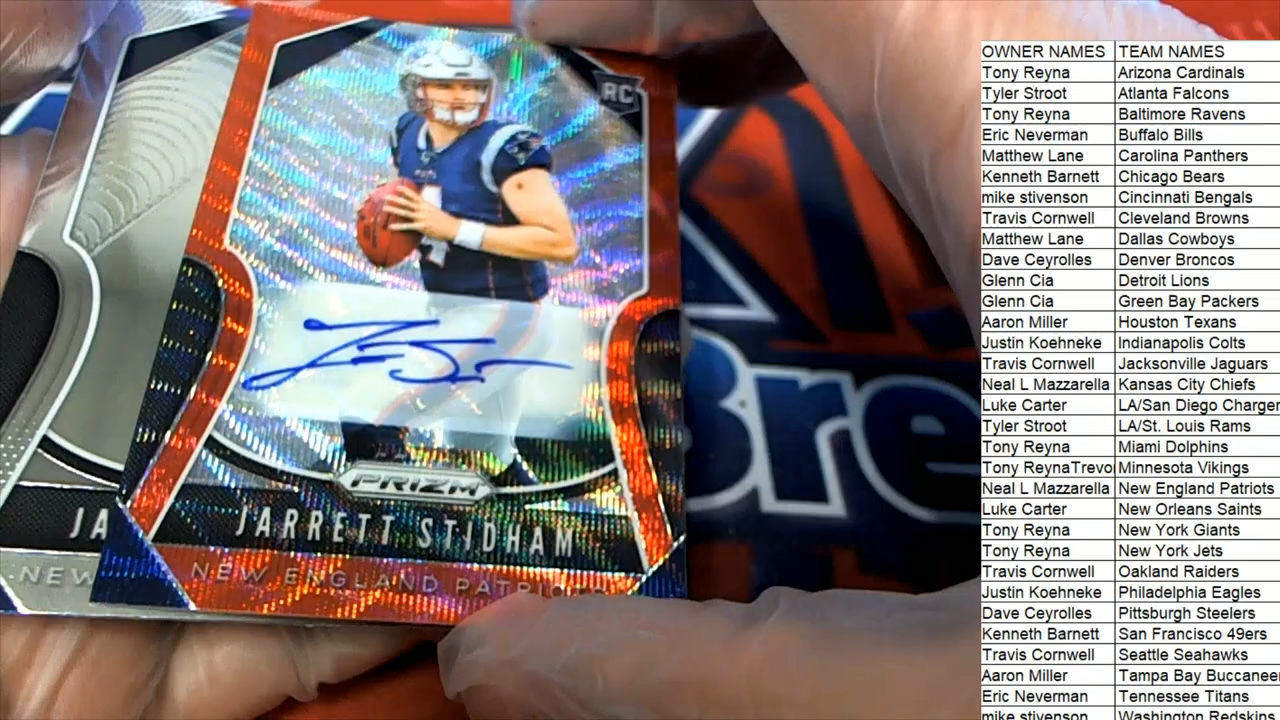 RC
4
PRIZM
JARRETT STIDHAM
NEW ENGLAND PATRIOTS
JA
NEW
Bre
OWNER NAMES TEAM NAMES
Tony Reyna Arizona Cardinals
Tyler Stroot Atlanta Falcons
Tony Reyna Baltimore Ravens
Eric Neverman Buffalo Bills
Matthew Lane Carolina Panthers
Kenneth Barnett Chicago Bears
mike stivenson Cincinnati Bengals
Travis Cornwell Cleveland Browns
Matthew Lane Dallas Cowboys
Dave Ceyrolles Denver Broncos
Glenn Cia Detroit Lions
Glenn Cia Green Bay Packers
Aaron Miller Houston Texans
Justin Koehneke Indianapolis Colts
Travis Cornwell Jacksonville Jaguars
Neal L Mazzarella Kansas City Chiefs
Luke Carter LA/San Diego Charger
Tyler Stroot LA/St. Louis Rams
Tony Reyna Miami Dolphins
Tony ReynaTrevo Minnesota Vikings
Neal L Mazzarella New England Patriots
Luke Carter New Orleans Saints
Tony Reyna New York Giants
Tony Reyna New York Jets
Travis Cornwell Oakland Raiders
Justin Koehneke Philadelphia Eagles
Dave Ceyrolles Pittsburgh Steelers
Kenneth Barnett San Francisco 49ers
Travis Cornwell Seattle Seahawks
Aaron Miller Tampa Bay Buccanee
Eric Neverman Tennessee Titans
mike stivenson Washington Redskins